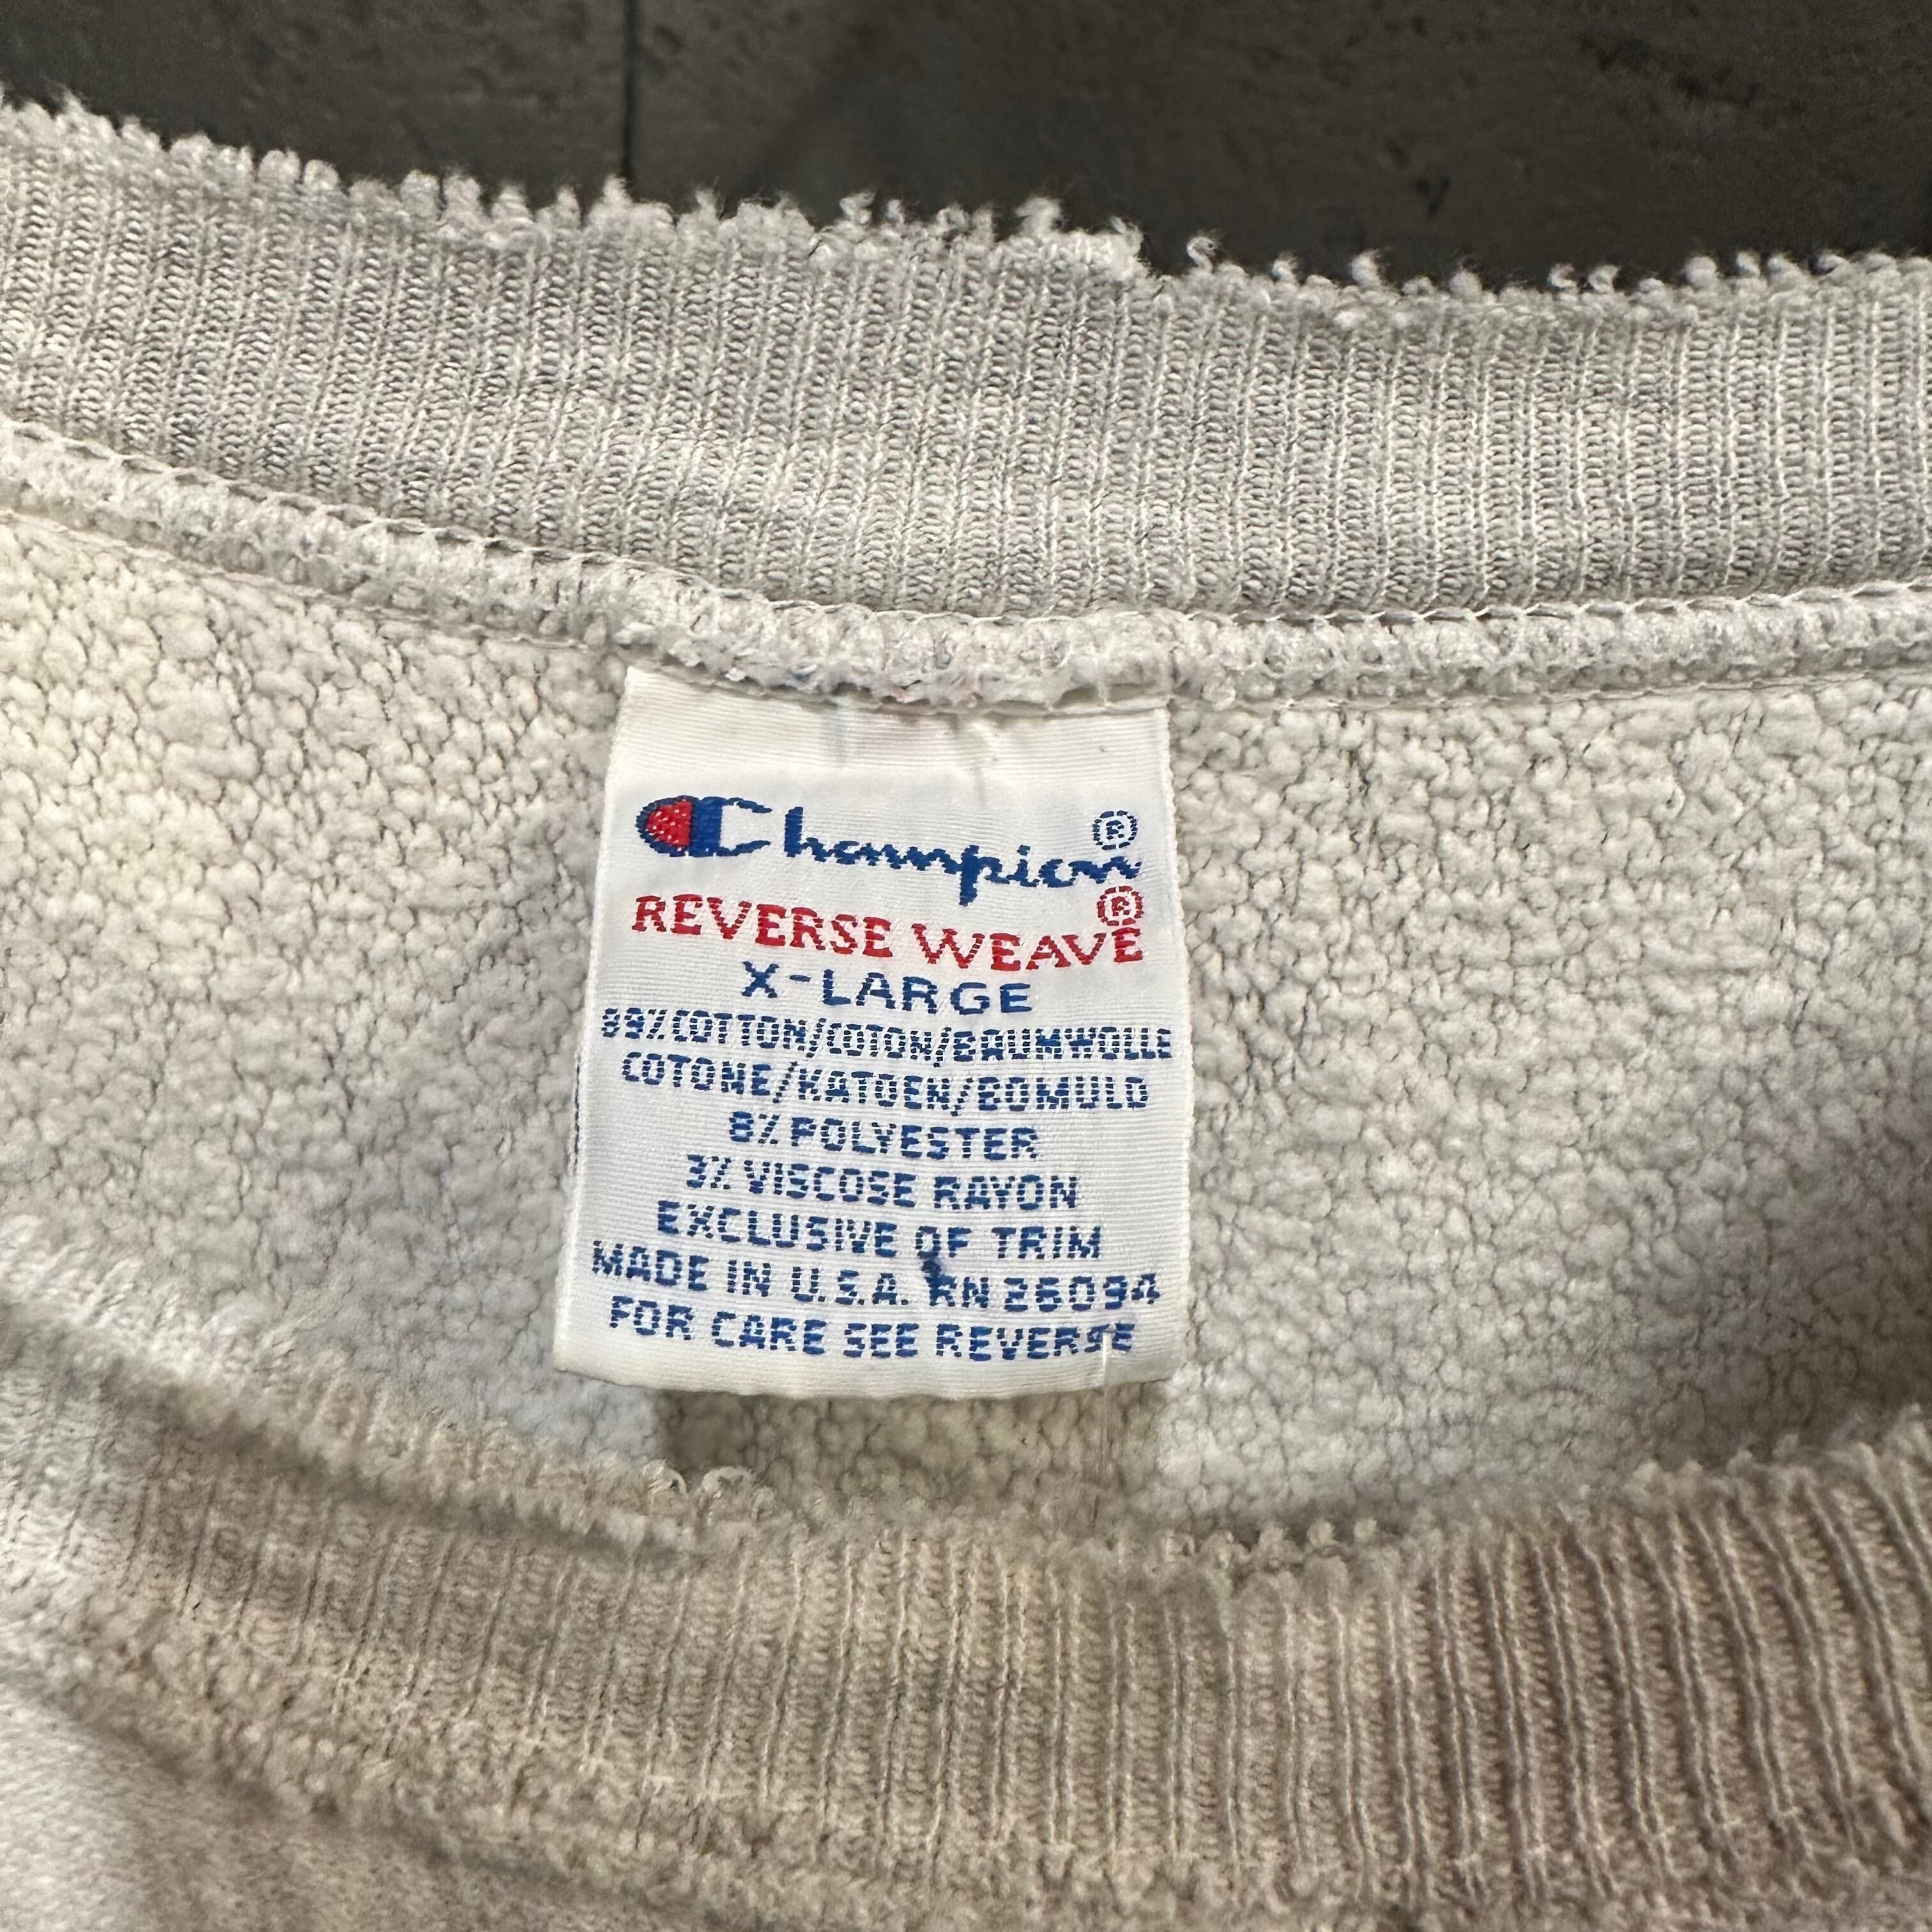 Champion®
REVERSE WEAVE®
X-LARGE
89% COTTON/COTON/BAUMWOLLE
COTONE/KATOEN/BOMULD
8% POLYESTER
3% VISCOSE RAYON
EXCLUSIVE OF TRIM
MADE IN U.S.A. RN 26094
FOR CARE SEE REVERSE